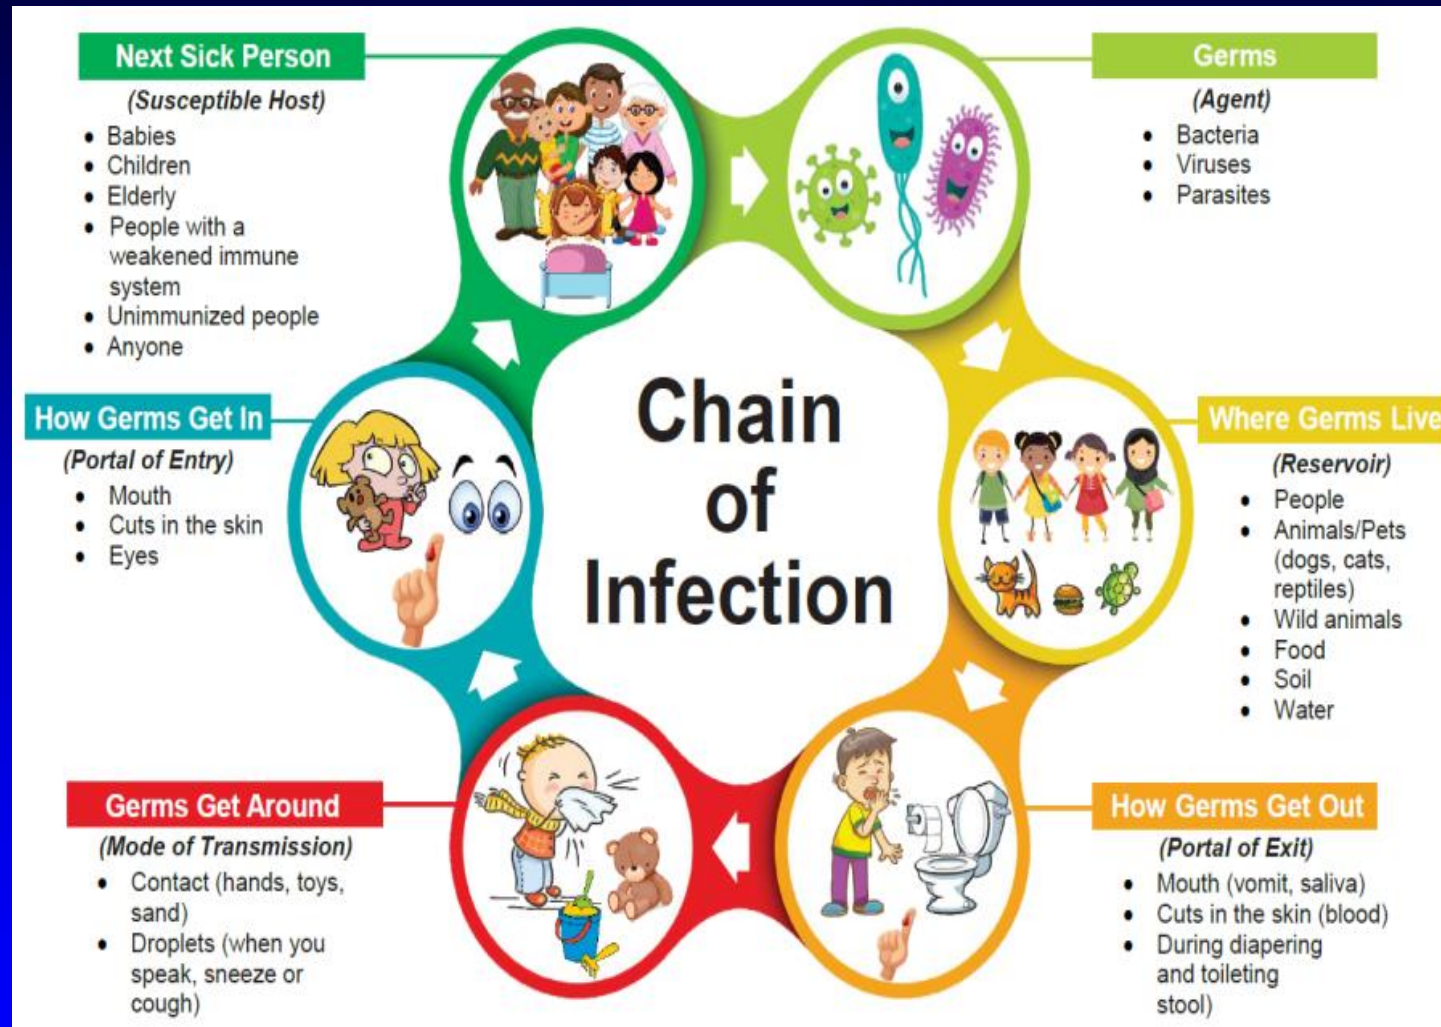 Chain
of
Infection
Germs
(Agent)
• Bacteria
• Viruses
• Parasites
Where Germs Live
(Reservoir)
• People
• Animals/Pets
(dogs, cats,
reptiles)
• Wild animals
• Food
• Soil
• Water
How Germs Get Out
(Portal of Exit)
• Mouth (vomit, saliva)
• Cuts in the skin (blood)
• During diapering
and toileting
stool)
Germs Get Around
(Mode of Transmission)
• Contact (hands, toys,
sand)
• Droplets (when you
speak, sneeze or
cough)
How Germs Get In
(Portal of Entry)
• Mouth
• Cuts in the skin
• Eyes
Next Sick Person
(Susceptible Host)
• Babies
• Children
• Elderly
• People with a
weakened immune
system
• Unimmunized people
• Anyone